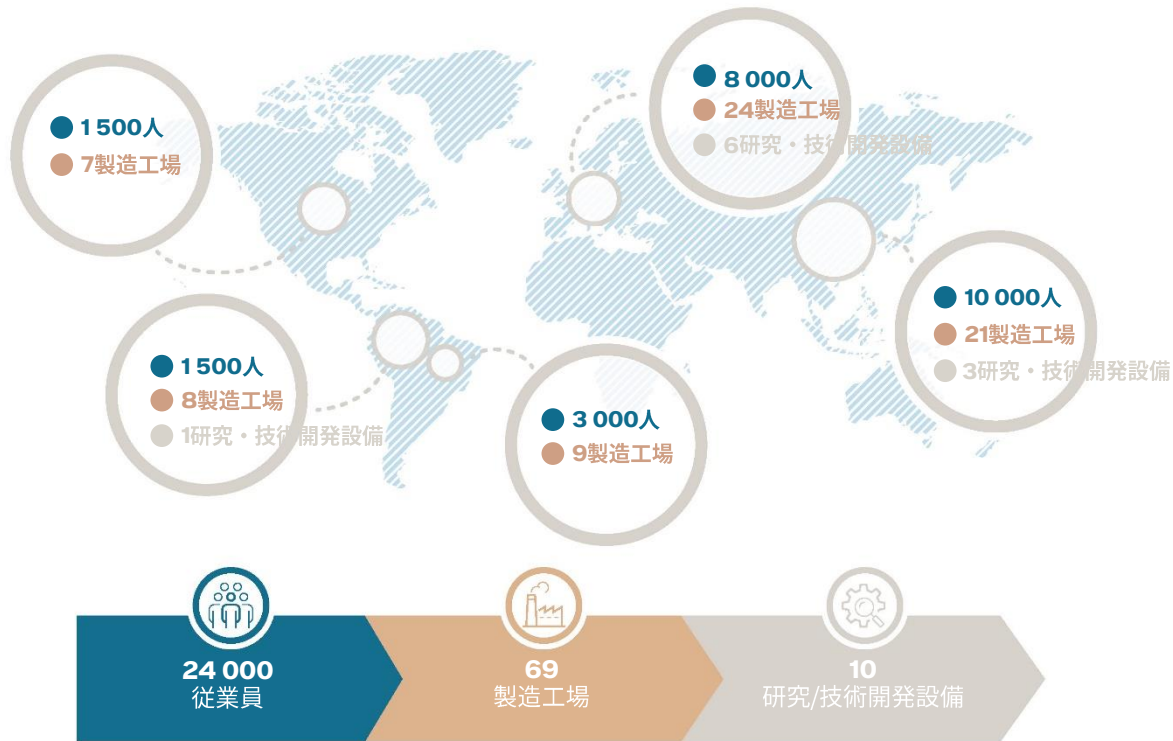 1 500人
7製造工場
8 000人
24製造工場
6研究・技術開発設備
10 000人
21製造工場
3研究・技術開発設備
1 500人
8製造工場
1研究・技術開発設備
3 000人
9製造工場
24 000
従業員
69
製造工場
10
研究/技術開発設備